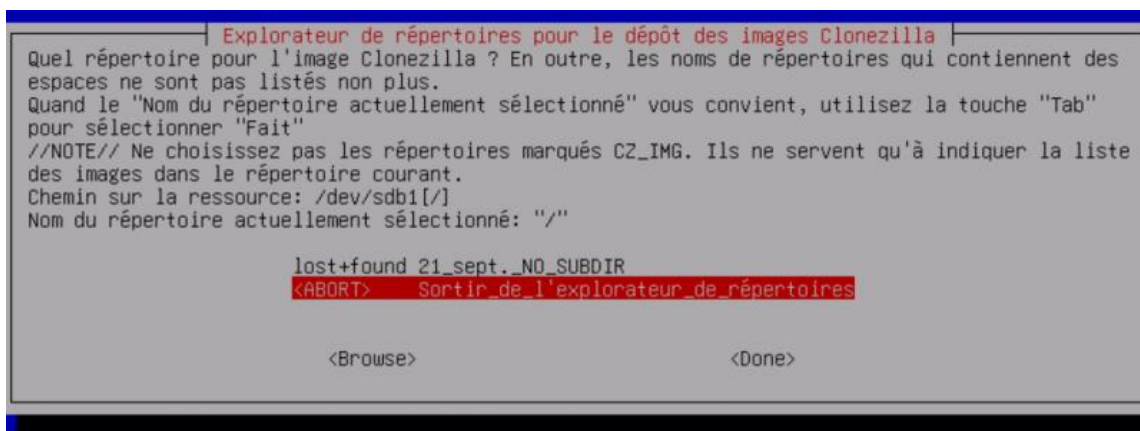 Explorateur de répertoires pour le dépôt des images Clonezilla
Quel répertoire pour l'image Clonezilla ? En outre, les noms de répertoires qui contiennent des
espaces ne sont pas listés non plus.
Quand le "Nom du répertoire actuellement sélectionné" vous convient, utilisez la touche "Tab"
pour sélectionner "Fait"
//NOTE// Ne choisissez pas les répertoires marqués CZ_IMG. Ils ne servent qu'à indiquer la liste
des images dans le répertoire courant.
Chemin sur la ressource: /dev/sdb1[/]
Nom du répertoire actuellement sélectionné: "/"
lost+found 21_sept._NO_SUBDIR
<ABORT> Sortir_de_l'explorateur_de_répertoires
<Browse> <Done>